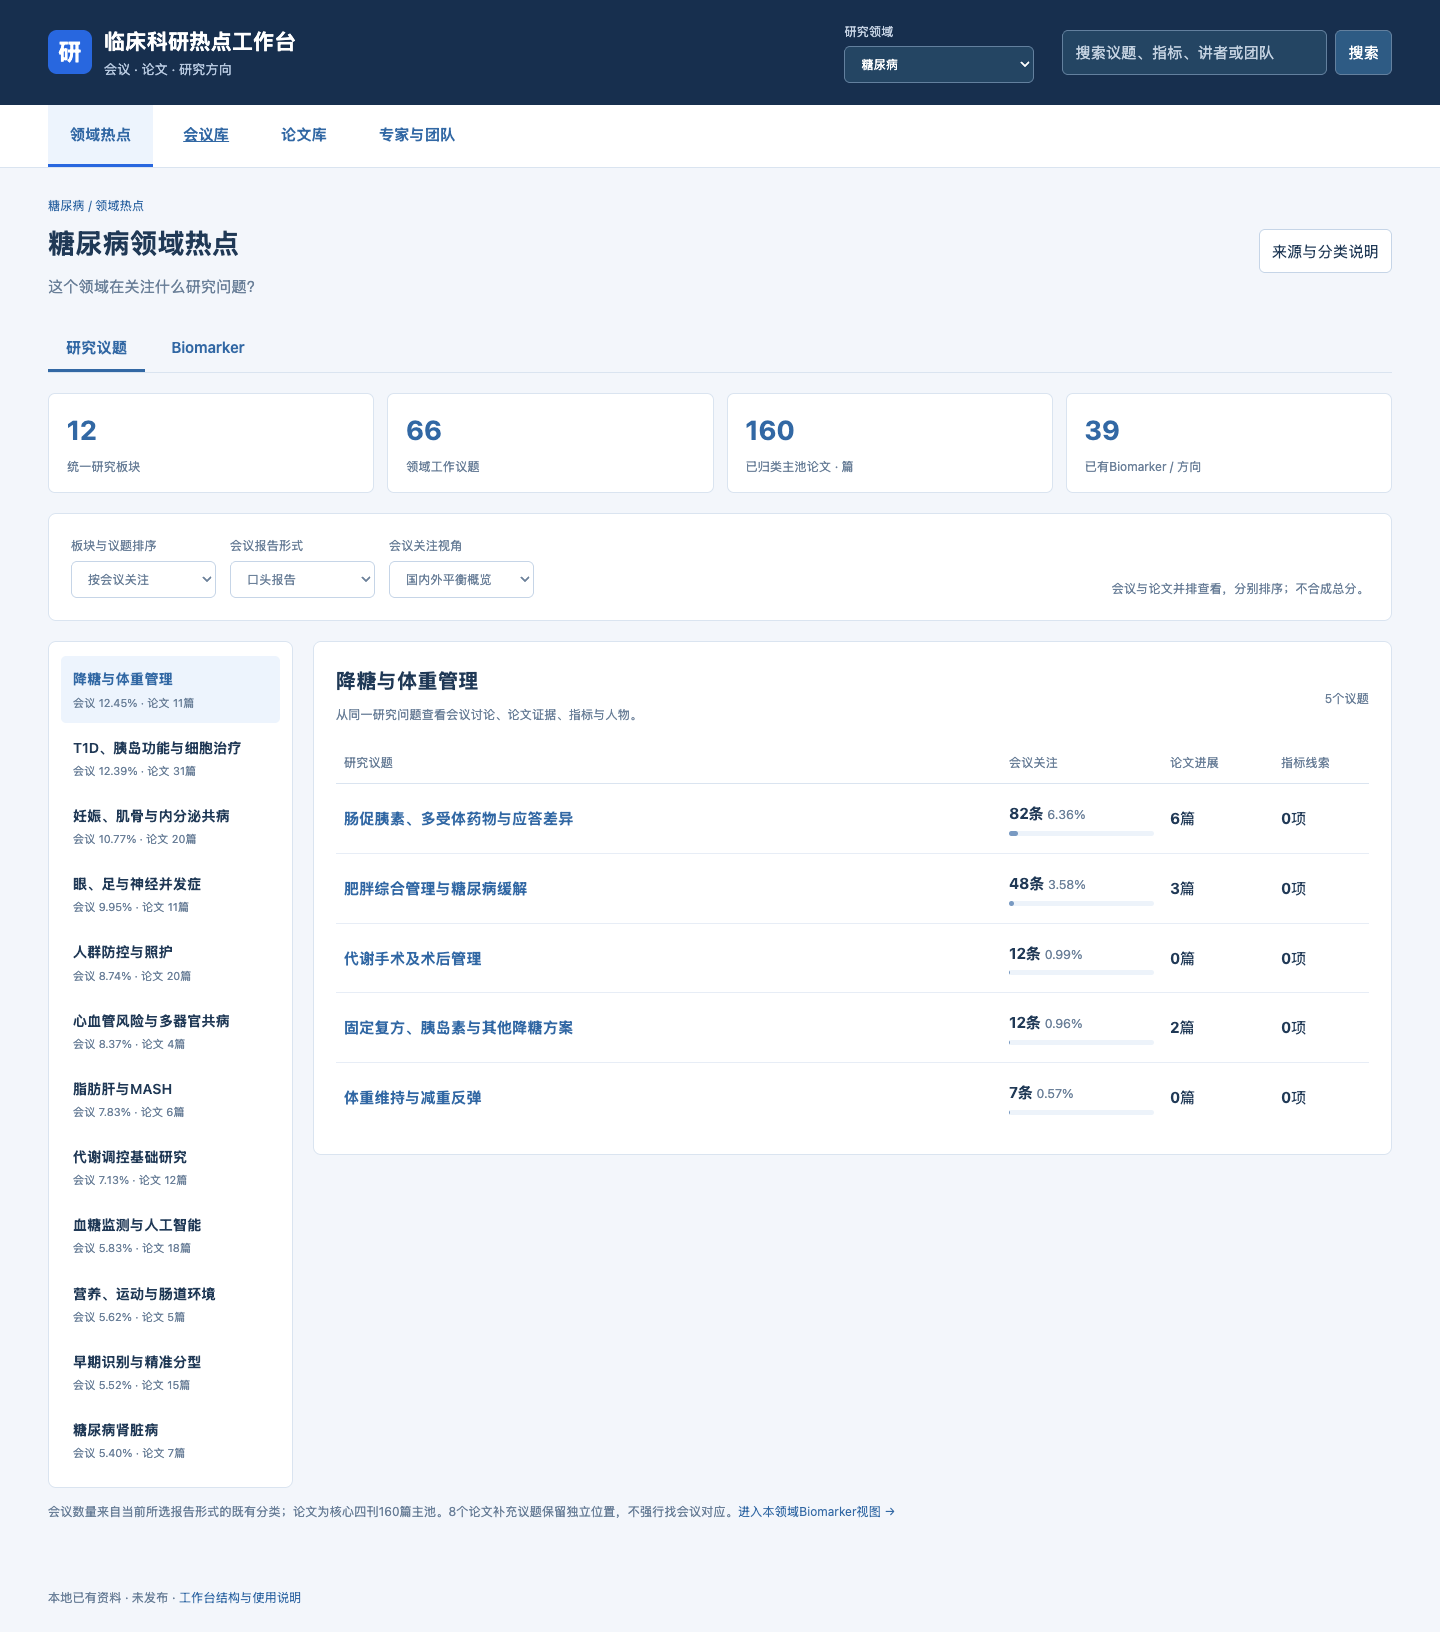 研
临床科研热点工作台
会议 · 论文 · 研究方向
研究领域
糖尿病
搜索议题、指标、讲者或团队
搜索
领域热点
会议库
论文库
专家与团队
糖尿病 / 领域热点
糖尿病领域热点
来源与分类说明
这个领域在关注什么研究问题?
研究议题
Biomarker
12
统一研究板块
66
领域工作议题
160
已归类主池论文 · 篇
39
已有Biomarker / 方向
板块与议题排序
按会议关注
会议报告形式
口头报告
会议关注视角
国内外平衡概览
会议与论文并排查看，分别排序；不合成总分。
降糖与体重管理
会议 12.45% · 论文 11篇
T1D、胰岛功能与细胞治疗
会议 12.39% · 论文 31篇
妊娠、肌骨与内分泌共病
会议 10.77% · 论文 20篇
眼、足与神经并发症
会议 9.95% · 论文 11篇
人群防控与照护
会议 8.74% · 论文 20篇
心血管风险与多器官共病
会议 8.37% · 论文 4篇
脂肪肝与MASH
会议 7.83% · 论文 6篇
代谢调控基础研究
会议 7.13% · 论文 12篇
血糖监测与人工智能
会议 5.83% · 论文 18篇
营养、运动与肠道环境
会议 5.62% · 论文 5篇
早期识别与精准分型
会议 5.52% · 论文 15篇
糖尿病肾脏病
会议 5.40% · 论文 7篇
降糖与体重管理
从同一研究问题查看会议讨论、论文证据、指标与人物。
5个议题
研究议题 会议关注 论文进展 指标线索
肠促胰素、多受体药物与应答差异 82条 6.36% 6篇 0项
肥胖综合管理与糖尿病缓解 48条 3.58% 3篇 0项
代谢手术及术后管理 12条 0.99% 0篇 0项
固定复方、胰岛素与其他降糖方案 12条 0.96% 2篇 0项
体重维持与减重反弹 7条 0.57% 0篇 0项
会议数量来自当前所选报告形式的既有分类；论文为核心四刊160篇主池。8个论文补充议题保留独立位置，不强行找会议对应。进入本领域Biomarker视图 →
本地已有资料 · 未发布 · 工作台结构与使用说明